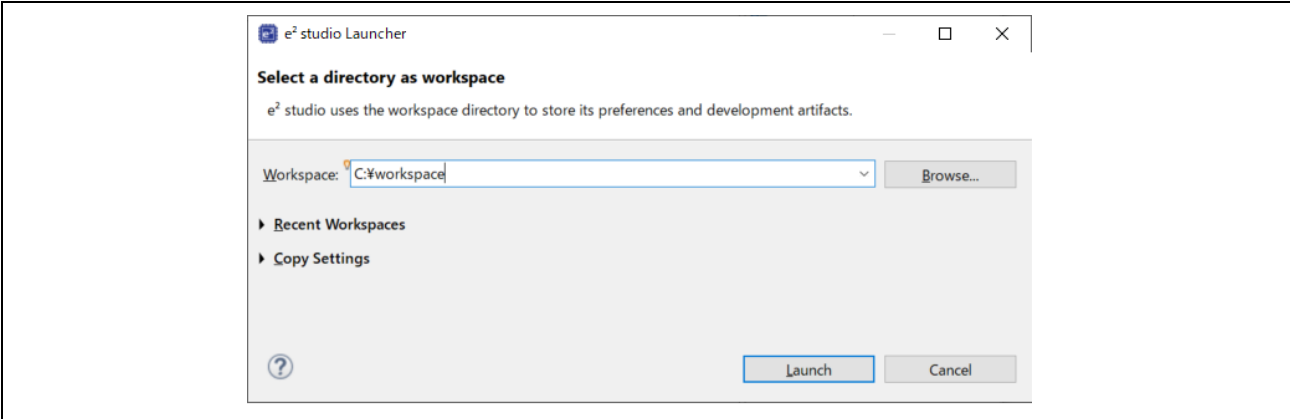 e² studio Launcher
Select a directory as workspace
e² studio uses the workspace directory to store its preferences and development artifacts.
Workspace: C:¥workspace Browse...
Recent Workspaces
Copy Settings
? Launch Cancel